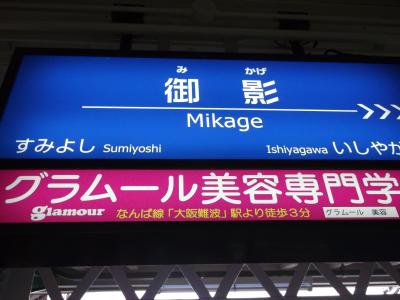 み かげ
御影
Mikage
すみよし Sumiyoshi
Ishiyagawa いしやが
グラムール美容専門学
glamour なんば線「大阪難波」駅より徒歩3分 グラムール 美容